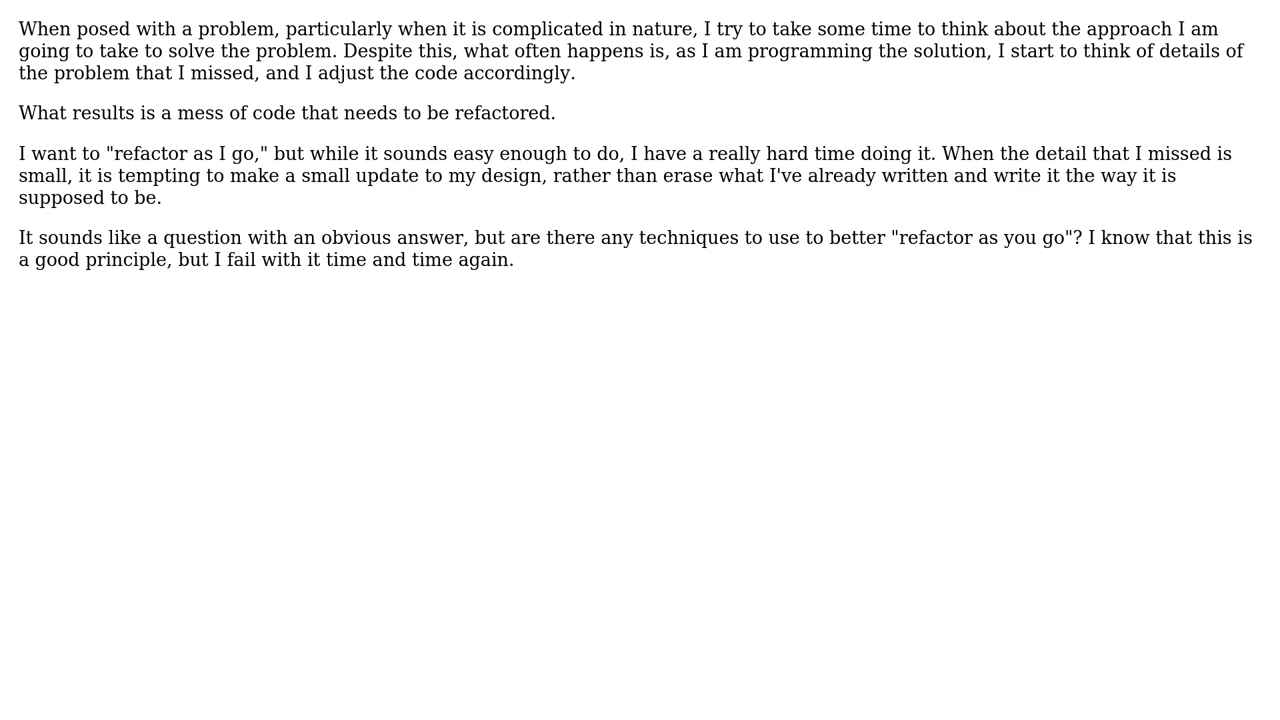 When posed with a problem, particularly when it is complicated in nature, I try to take some time to think about the approach I am
going to take to solve the problem. Despite this, what often happens is, as I am programming the solution, I start to think of details of
the problem that I missed, and I adjust the code accordingly.
What results is a mess of code that needs to be refactored.
I want to "refactor as I go," but while it sounds easy enough to do, I have a really hard time doing it. When the detail that I missed is
small, it is tempting to make a small update to my design, rather than erase what I've already written and write it the way it is
supposed to be.
It sounds like a question with an obvious answer, but are there any techniques to use to better "refactor as you go"? I know that this is
a good principle, but I fail with it time and time again.